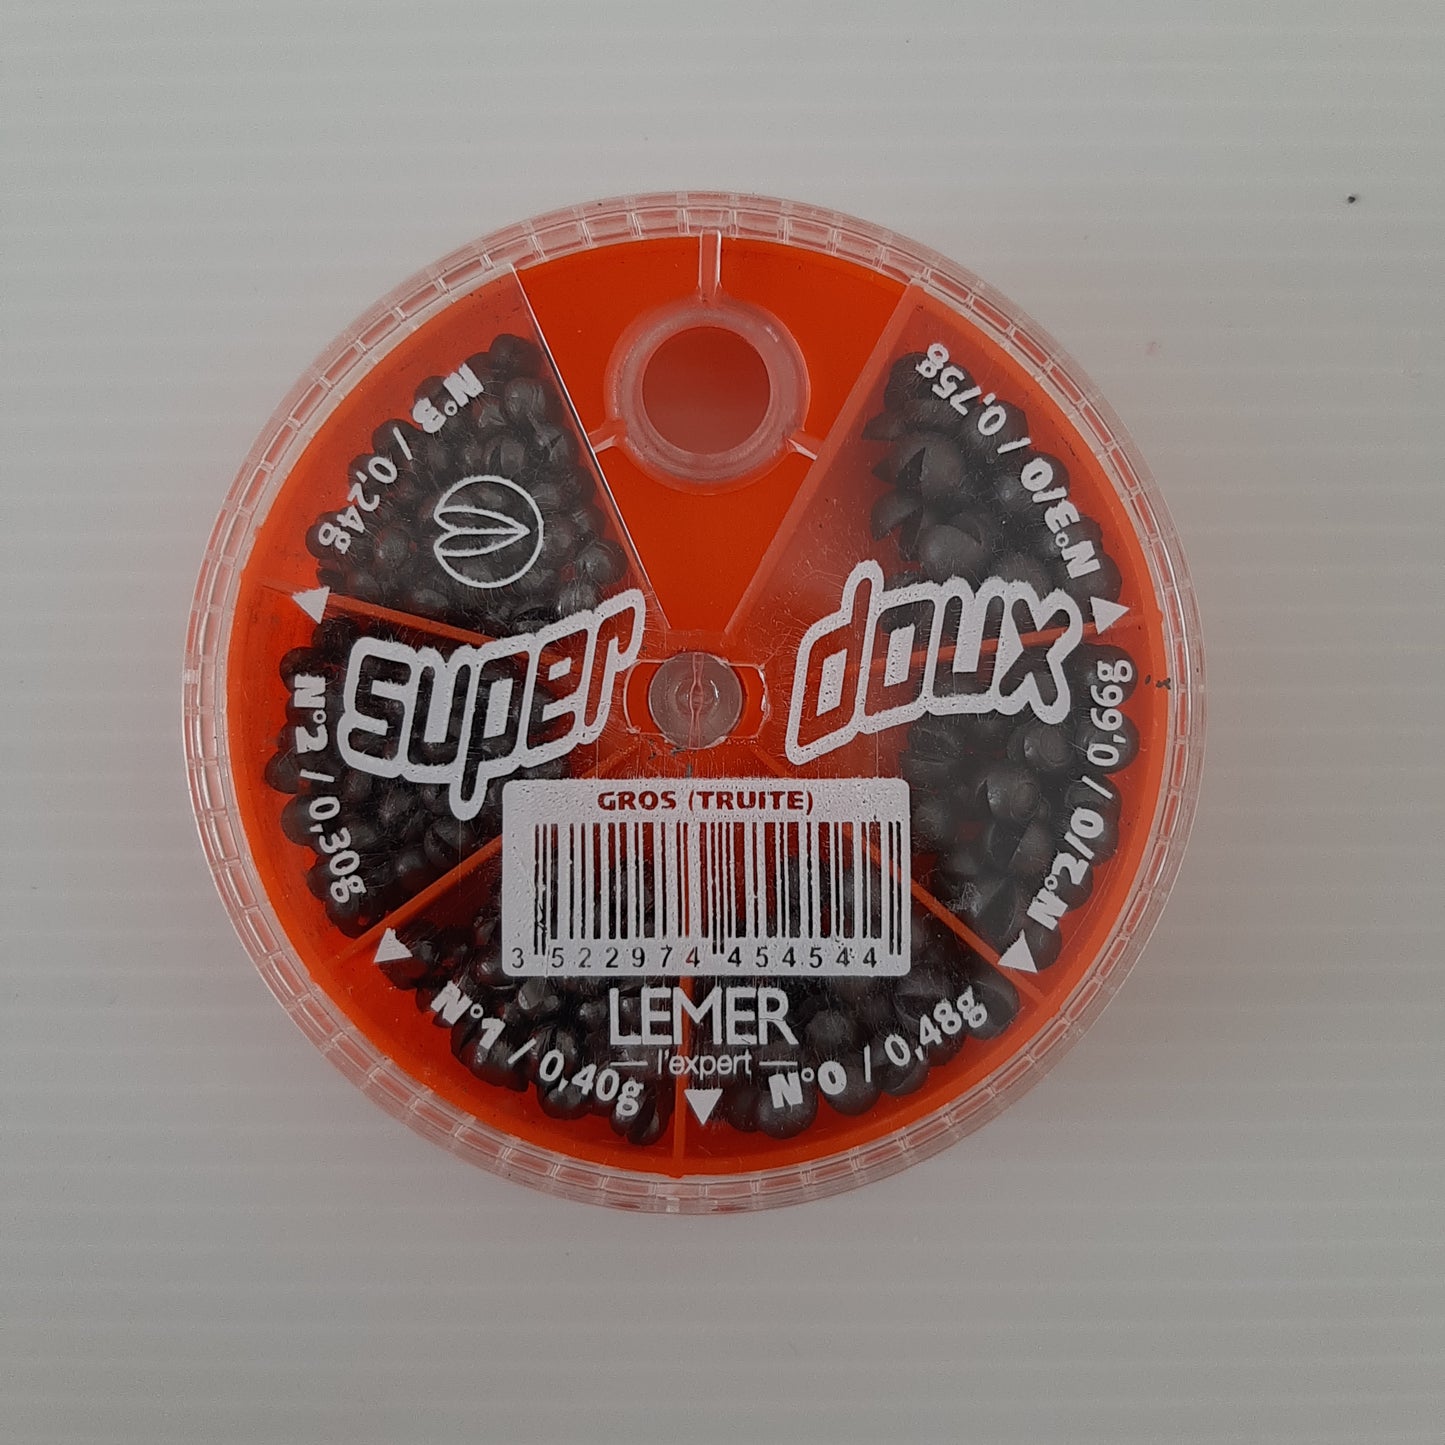 super doux
N°3 / 0,24g
N°2 / 0,30g
N°1 / 0,40g
N°0 / 0,48g
N°2/0 / 0,66g
N°3/0 / 0,75g
GROS (TRUITE)
3 522974 454544
LEMER
l'expert